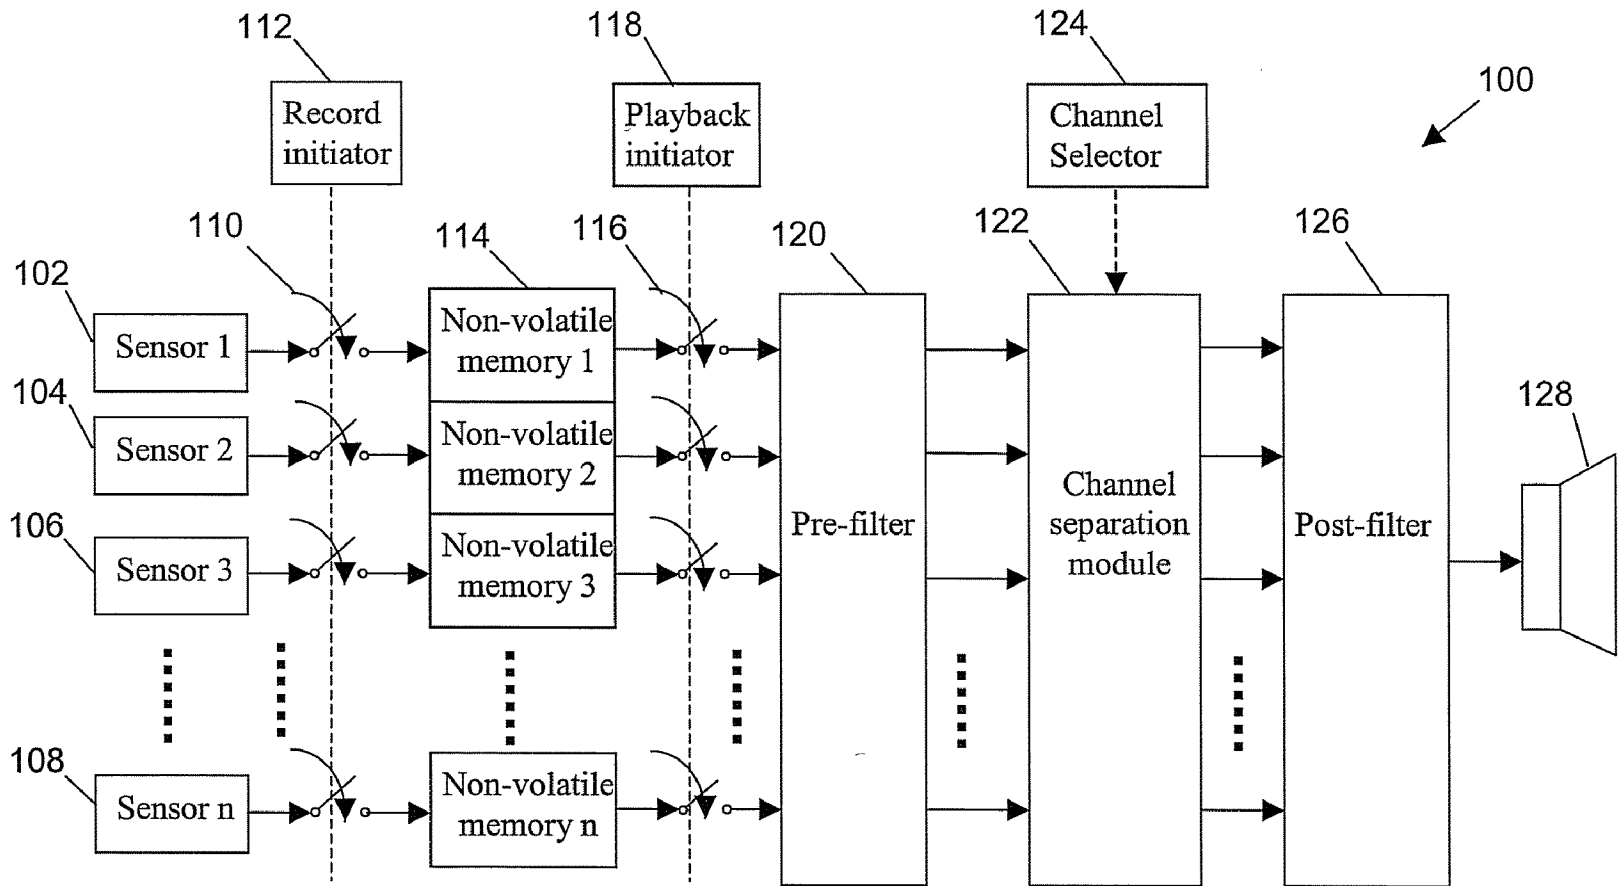 112
118
124
100
Record
initiator
Playback
initiator
Channel
Selector
110
114
116
120
122
126
102
Sensor 1
Non-volatile
memory 1
104
Sensor 2
Non-volatile
memory 2
128
106
Sensor 3
Non-volatile
memory 3
Pre-filter
Channel
separation
module
Post-filter
108
Sensor n
Non-volatile
memory n